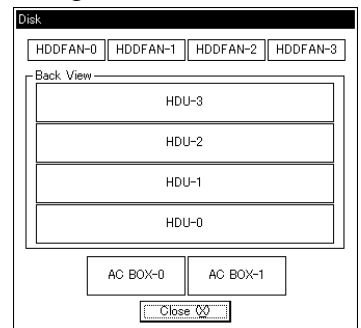 Disk
HDDFAN-0 HDDFAN-1 HDDFAN-2 HDDFAN-3
Back View
HDU-3
HDU-2
HDU-1
HDU-0
AC BOX-0 AC BOX-1
Close (X)